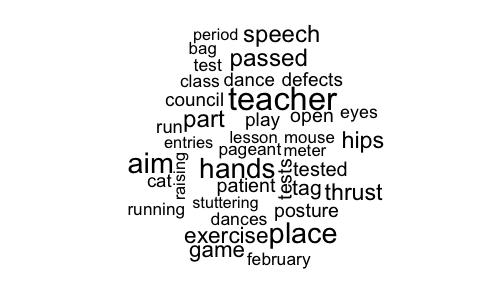 period speech
bag
test passed
class dance defects
council teacher
part play open eyes
run
entries lesson mouse hips
pageant meter
aim hands tested
cat raising patient tests tag thrust
running stuttering
dances posture
exercise place
game february